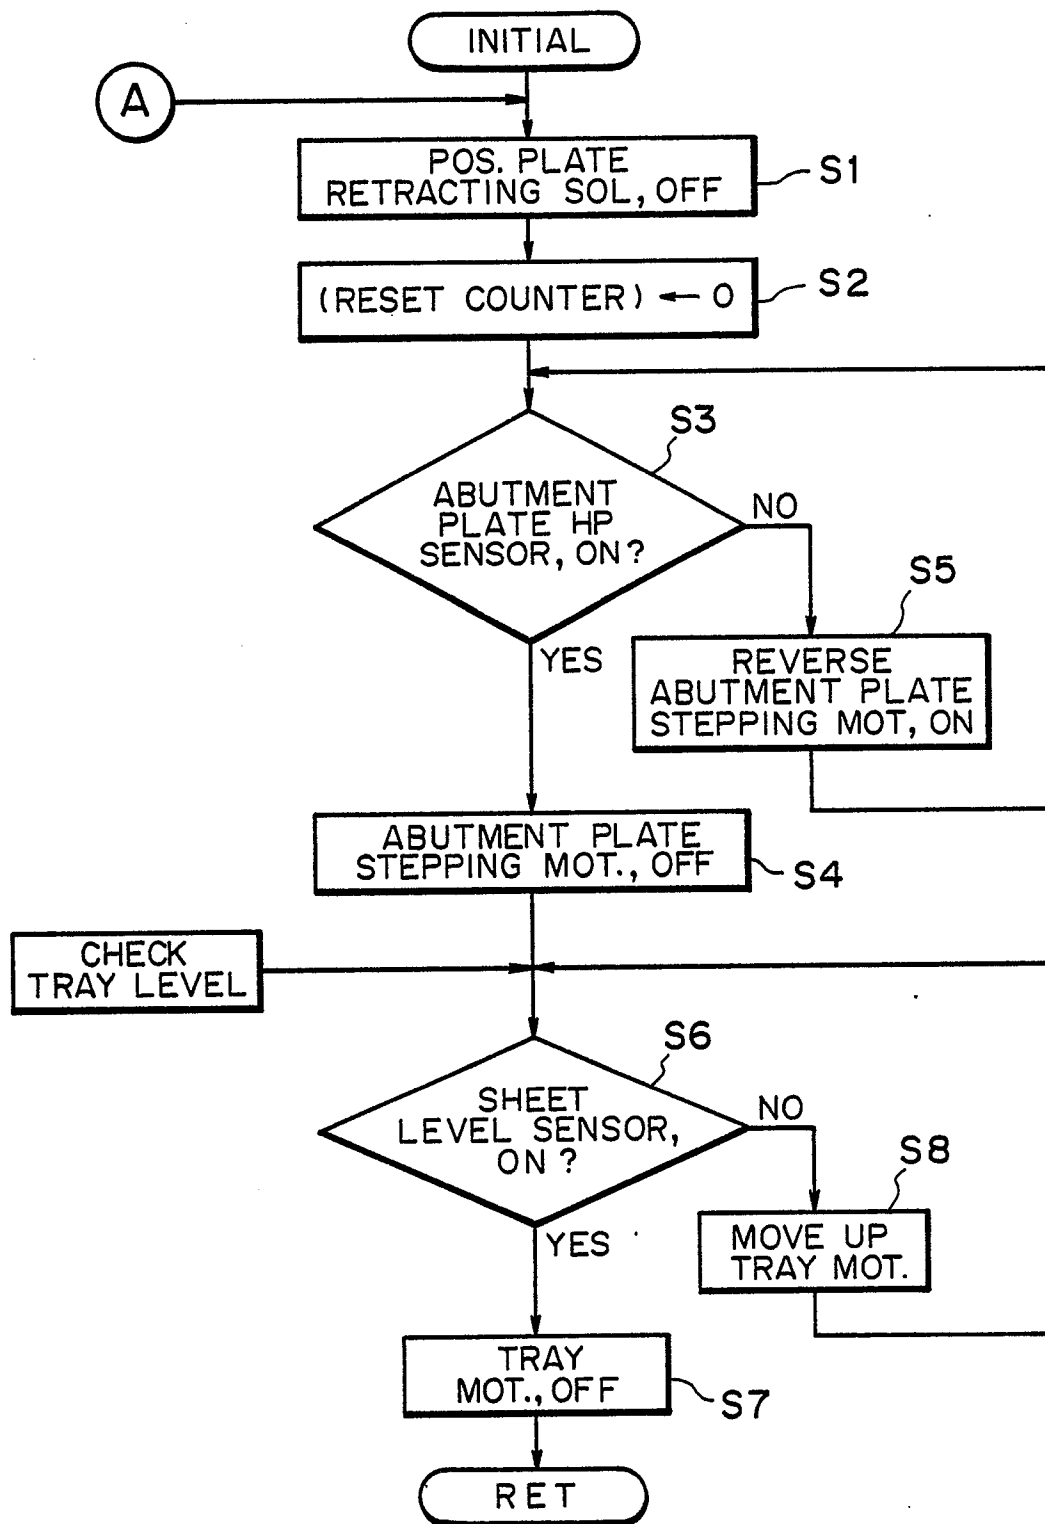 INITIAL
A
POS. PLATE
RETRACTING SOL, OFF
S1
(RESET COUNTER) ← 0
S2
S3
ABUTMENT
PLATE HP
SENSOR, ON?
NO
YES
S5
REVERSE
ABUTMENT PLATE
STEPPING MOT, ON
ABUTMENT PLATE
STEPPING MOT., OFF
S4
CHECK
TRAY LEVEL
S6
SHEET
LEVEL SENSOR,
ON?
NO
YES
S8
MOVE UP
TRAY MOT.
TRAY
MOT., OFF
S7
RET